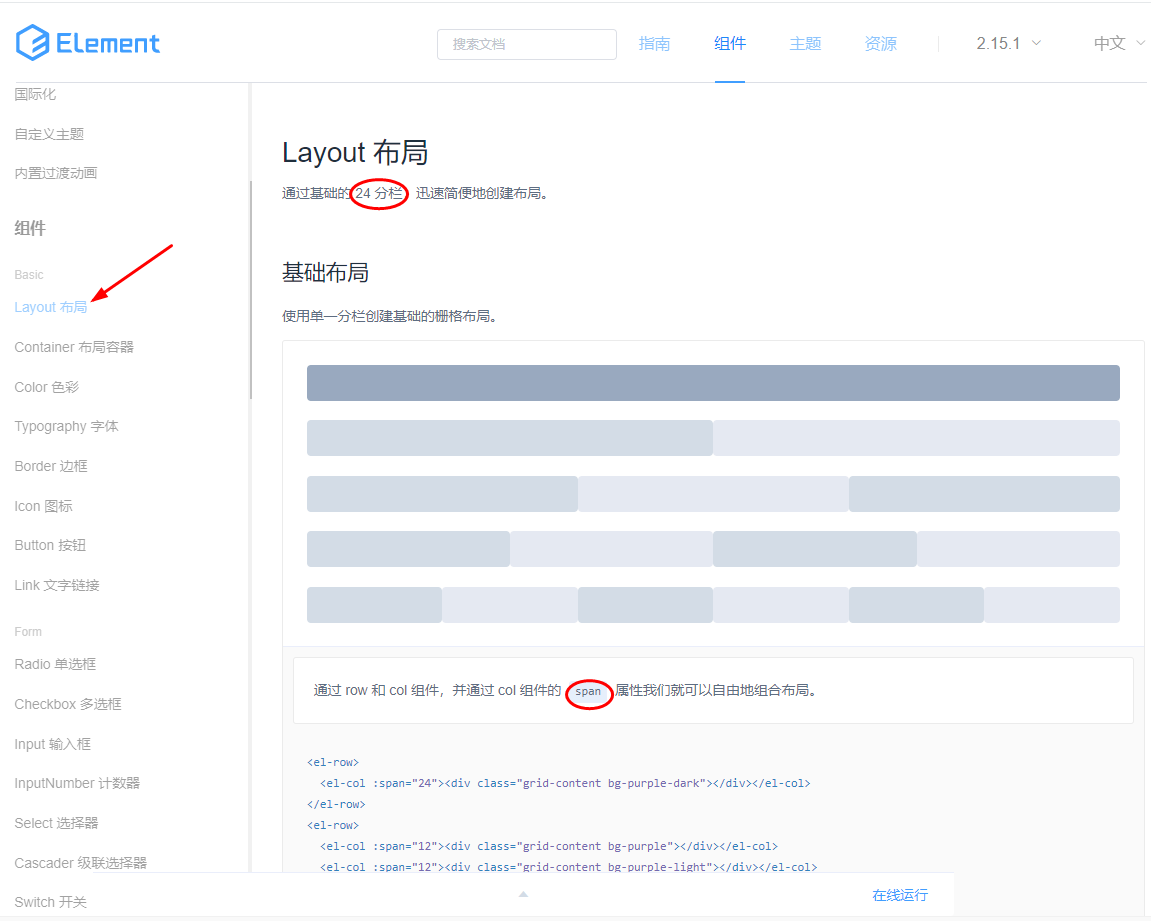 Element
搜索文档
指南
组件
主题
资源
2.15.1
中文
国际化
自定义主题
内置过渡动画
组件
Basic
Layout 布局
Container 布局容器
Color 色彩
Typography 字体
Border 边框
Icon 图标
Button 按钮
Link 文字链接
Form
Radio 单选框
Checkbox 多选框
Input 输入框
InputNumber 计数器
Select 选择器
Cascader 级联选择器
Switch 开关
Layout 布局
通过基础的 24 分栏，迅速简便地创建布局。
基础布局
使用单一分栏创建基础的栅格布局。
通过 row 和 col 组件，并通过 col 组件的 span 属性我们就可以自由地组合布局。
<el-row>
  <el-col :span="24"><div class="grid-content bg-purple-dark"></div></el-col>
</el-row>
<el-row>
  <el-col :span="12"><div class="grid-content bg-purple"></div></el-col>
  <el-col :span="12"><div class="grid-content bg-purple-light"></div></el-col>
在线运行